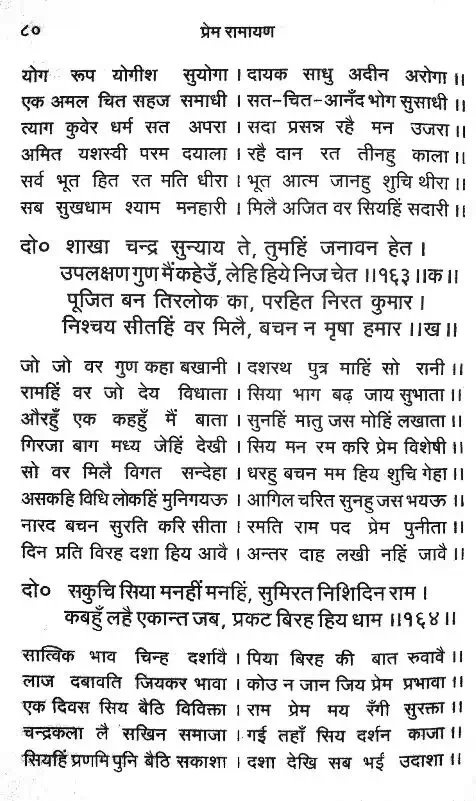 ८०
प्रेम रामायण
योग रूप योगीश सुयोगा । दायक साधु अदीन अरोगा ॥
एक अमल चित सहज समाधी । सत-चित-आनँद भोग सुसाधी ॥
त्याग कुवेर धर्म सत अपरा । सदा प्रसन्न रहै मन उजरा ॥
अमित यशस्वी परम दयाला । रहै दान रत तीनहु काला ॥
सर्व भूत हित रत मति धीरा । भूत आत्म जानहु शुचि थीरा ॥
सब सुखधाम श्याम मनहारी । मिलै अजित वर सियहिं सदारी ॥
दो० शाखा चन्द्र सुन्याय ते, तुमहिं जनावन हेत ।
उपलक्षण गुण मैं कहेउँ, लेहि हिये निज चेत ॥१६३॥क॥
पूजित बन तिरलोक का, परहित निरत कुमार ।
निश्चय सीतहिं वर मिलै, बचन न मृषा हमार ॥ख॥
जो जो वर गुण कहा बखानी । दशरथ पुत्र माहिं सो रानी ॥
रामहिं वर जो देय विधाता । सिया भाग बढ़ जाय सुभाता ॥
औरहुँ एक कहहुँ मैं बाता । सुनहिं मातु जस मोहिं लखाता ॥
गिरजा बाग मध्य जेहिं देखी । सिय मन रम करि प्रेम विशेषी ॥
सो वर मिलै विगत सन्देहा । धरहु बचन मम हिय शुचि गेहा ॥
असकहि विधि लोकहिं मुनिगयऊ । आगिल चरित सुनहु जस भयऊ ॥
नारद बचन सुरति करि सीता । रमति राम पद प्रेम पुनीता ॥
दिन प्रति विरह दशा हिय आवै । अन्तर दाह लखी नहिं जावै ॥
दो० सकुचि सिया मनहीं मनहिं, सुमिरत निशिदिन राम ।
कबहुँ लहै एकान्त जब, प्रकट बिरह हिय धाम ॥१६४॥
सात्विक भाव चिन्ह दर्शावै । पिया बिरह की बात रुवावै ॥
लाज दबावति जियकर भावा । कोउ न जान जिय प्रेम प्रभावा ॥
एक दिवस सिय बैठि विविक्ता । राम प्रेम मय रँगी सुरक्ता ॥
चन्द्रकला लै सखिन समाजा । गई तहाँ सिय दर्शन काजा ॥
सियहिं प्रणमि पुनि बैठि सकाशा । दशा देखि सब भईं उदाशा ॥